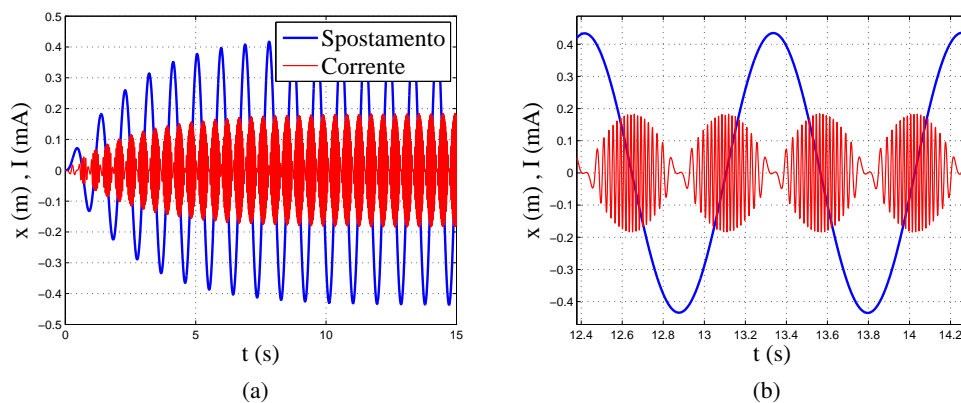 0.5
0.4
0.3
0.2
0.1
0
−0.1
−0.2
−0.3
−0.4
−0.5
x (m) , I (mA)
Spostamento
Corrente
0 5 10 15
t (s)
(a)
0.4
0.3
0.2
0.1
0
−0.1
−0.2
−0.3
−0.4
x (m) , I (mA)
12.4 12.6 12.8 13 13.2 13.4 13.6 13.8 14 14.2
t (s)
(b)